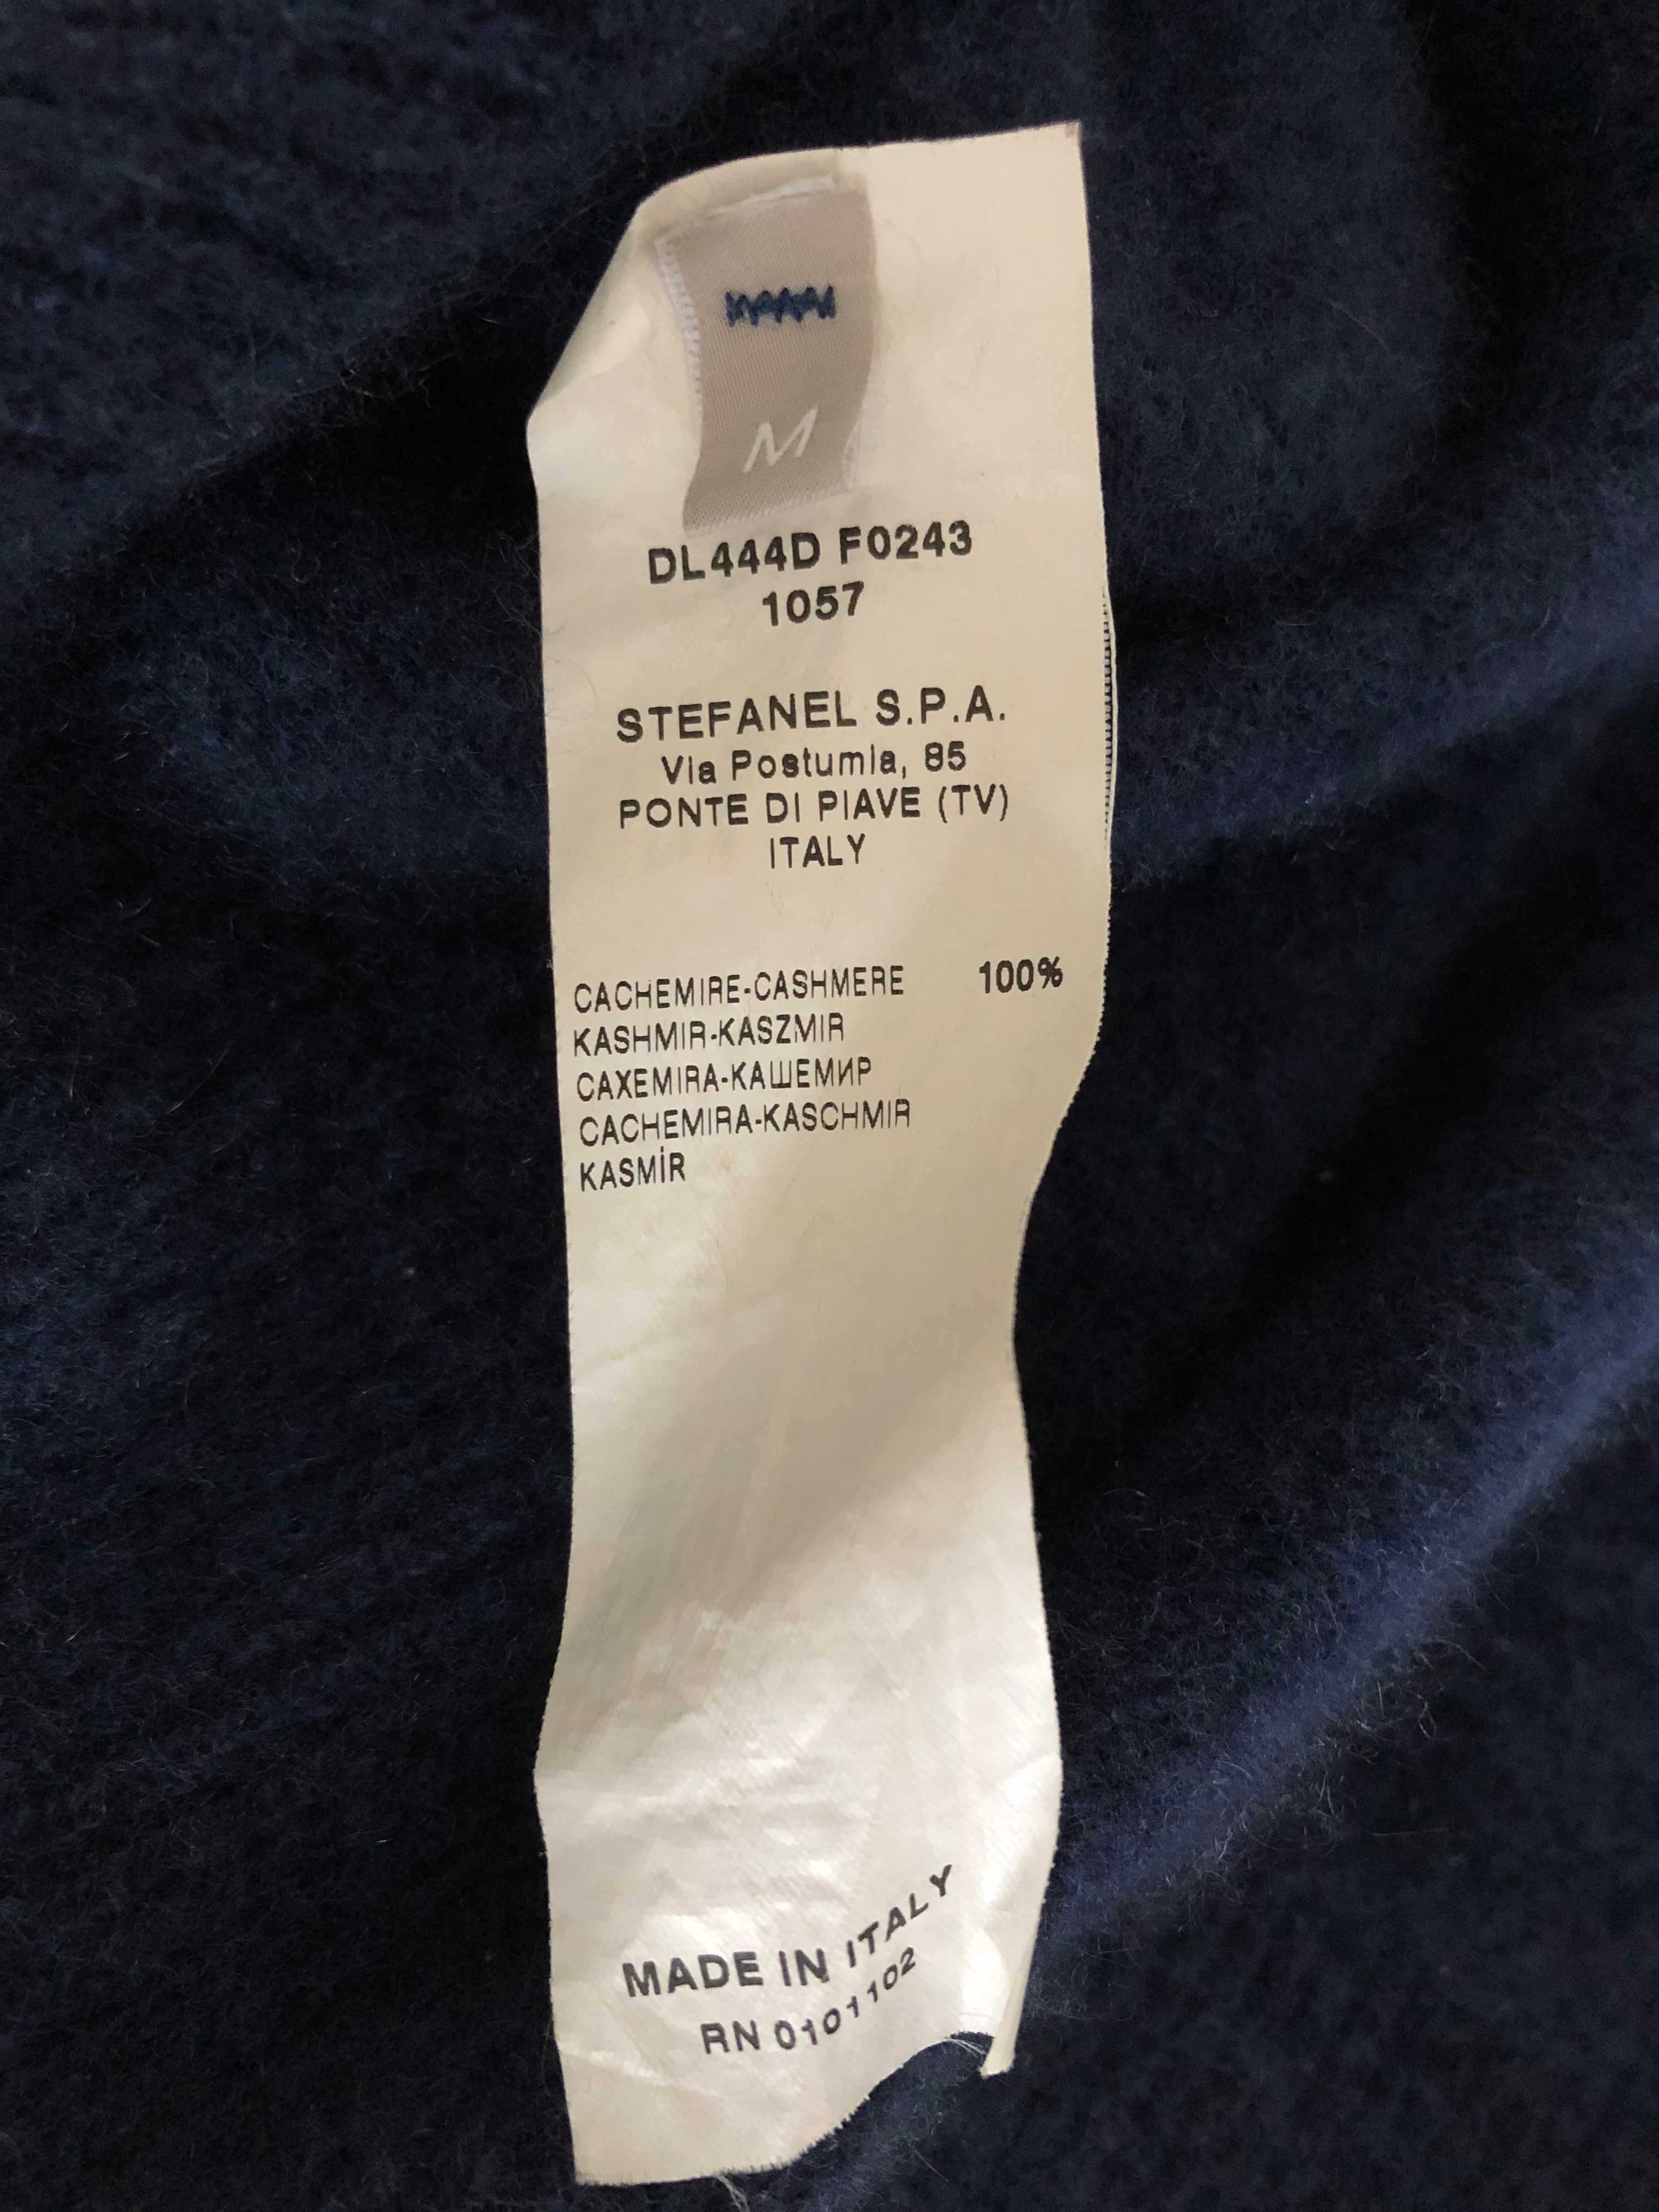 M
DL444D F0243
1057
STEFANEL S.P.A.
Via Postumia, 85
PONTE DI PIAVE (TV)
ITALY
CACHEMIRE-CASHMERE 100%
KASHMIR-KASZMIR
CAXEMIRA-КАШЕМИР
CACHEMIRA-KASCHMIR
KASMİR
MADE IN ITALY
RN 0101102